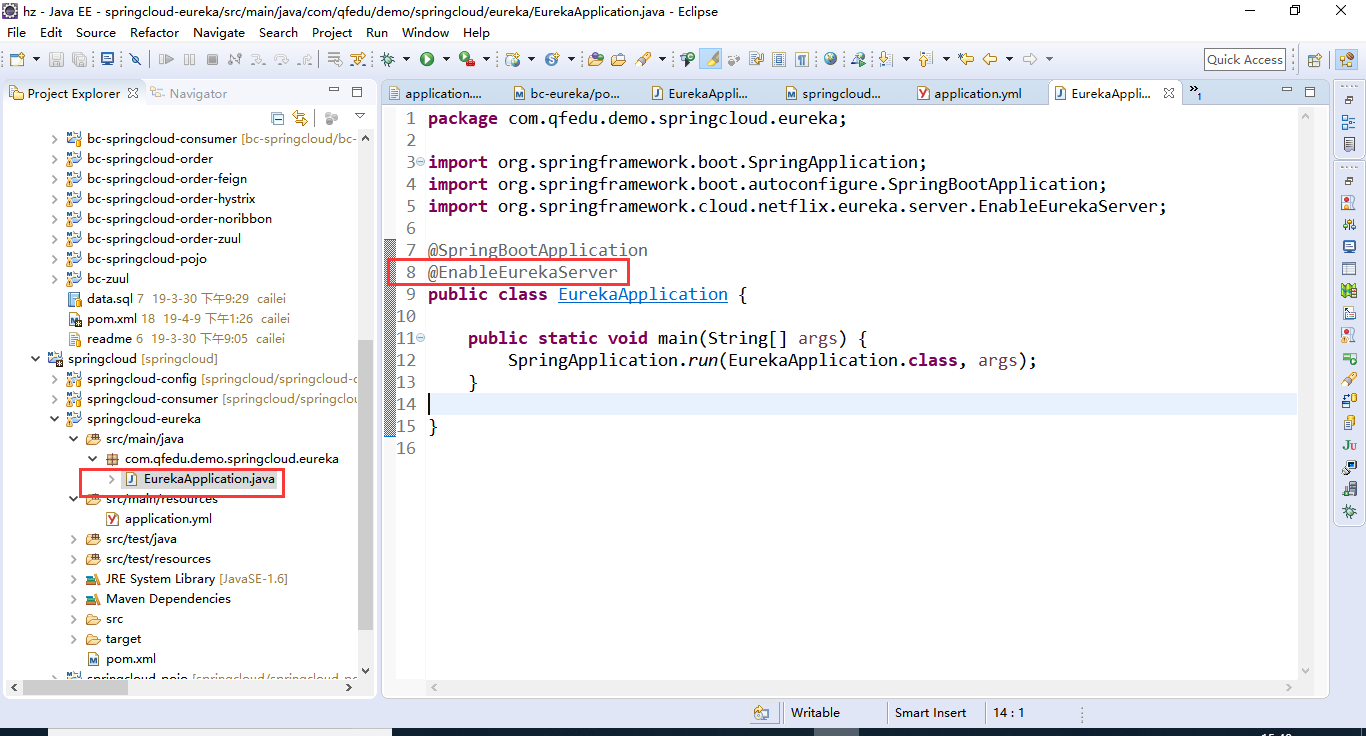 hz - Java EE - springcloud-eureka/src/main/java/com/qfedu/demo/springcloud/eureka/EurekaApplication.java - Eclipse
File Edit Source Refactor Navigate Search Project Run Window Help
Quick Access
Project Explorer Navigator
bc-springcloud-consumer [bc-springcloud/bc-
bc-springcloud-order
bc-springcloud-order-feign
bc-springcloud-order-hystrix
bc-springcloud-order-noribbon
bc-springcloud-order-zuul
bc-springcloud-pojo
bc-zuul
data.sql 7 19-3-30 下午9:29 cailei
pom.xml 18 19-4-9 下午1:26 cailei
readme 6 19-3-30 下午9:05 cailei
springcloud [springcloud]
springcloud-config [springcloud/springcloud-c
springcloud-consumer [springcloud/springclou
springcloud-eureka
src/main/java
com.qfedu.demo.springcloud.eureka
EurekaApplication.java
src/main/resources
application.yml
src/test/java
src/test/resources
JRE System Library [JavaSE-1.6]
Maven Dependencies
src
target
pom.xml
springcloud-pojo [springcloud/springcloud-po
application.... bc-eureka/po... EurekaAppli... springcloud... application.yml EurekaAppli... »1
1 package com.qfedu.demo.springcloud.eureka;
2
3 import org.springframework.boot.SpringApplication;
4 import org.springframework.boot.autoconfigure.SpringBootApplication;
5 import org.springframework.cloud.netflix.eureka.server.EnableEurekaServer;
6
7 @SpringBootApplication
8 @EnableEurekaServer
9 public class EurekaApplication {
10
11 public static void main(String[] args) {
12 SpringApplication.run(EurekaApplication.class, args);
13 }
14
15 }
16
Ju
Writable Smart Insert 14 : 1